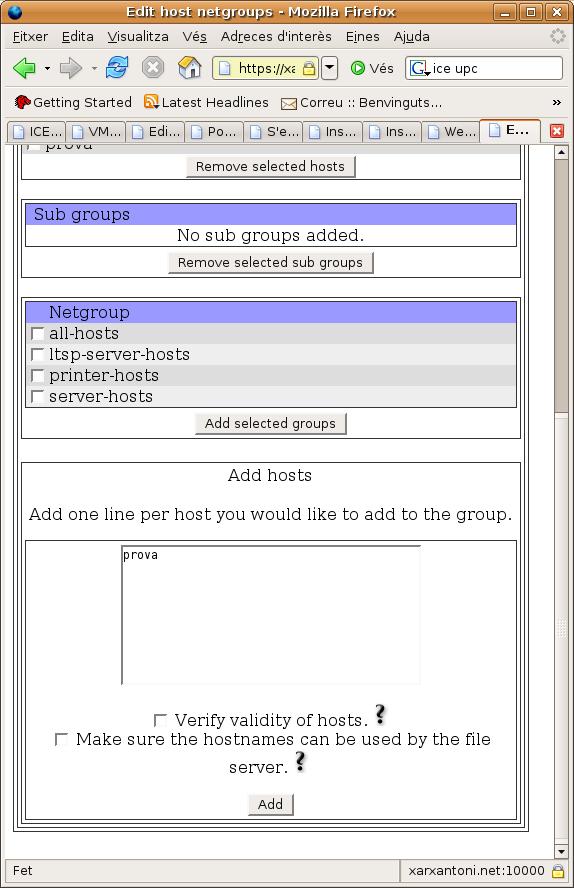 Edit host netgroups - Mozilla Firefox
Fitxer Edita Visualitza Vés Adreces d'interès Eines Ajuda
https://xa Vés ice upc
Getting Started Latest Headlines Correu :: Benvinguts... »
ICE... VM... Edi... Po... S'e... Ins... Ins... We... E...
prova
Remove selected hosts
Sub groups
No sub groups added.
Remove selected sub groups
Netgroup
all-hosts
ltsp-server-hosts
printer-hosts
server-hosts
Add selected groups
Add hosts
Add one line per host you would like to add to the group.
prova
Verify validity of hosts. ?
Make sure the hostnames can be used by the file
server. ?
Add
Fet xarxantoni.net:10000